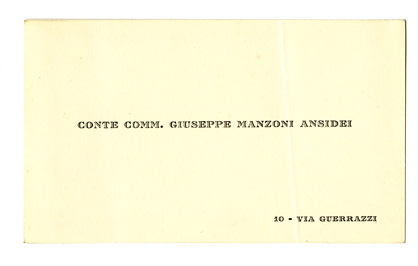 CONTE COMM. GIUSEPPE MANZONI ANSIDEI
10 - VIA GUERRAZZI